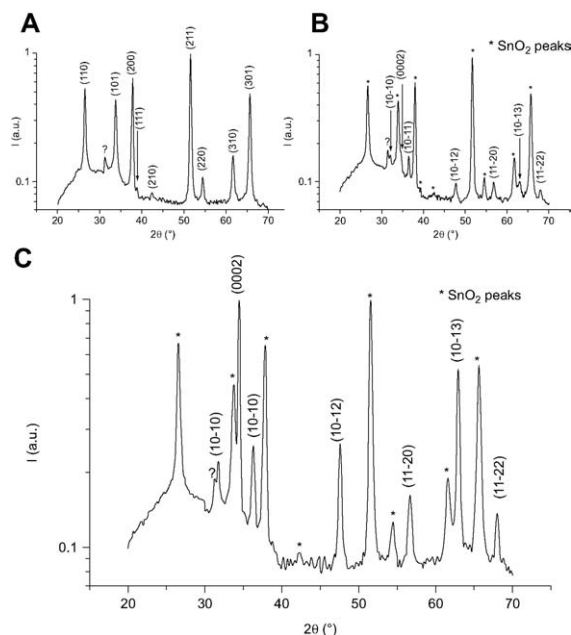 A
(211)
(200)
(110)
(101)
(301)
(111)
?
(310)
(220)
(210)
I (a.u.)
1
0.1
20 30 40 50 60 70
2θ (°)
B
* SnO₂ peaks
(0002)
(10-10)
(10-11)
(10-13)
?
(10-12)
(11-20)
(11-22)
* * * * * * * * *
I (a.u.)
1
0.1
20 30 40 50 60 70
2θ (°)
C
* SnO₂ peaks
(0002)
(10-13)
(10-10)
(10-10)
(10-12)
(11-20)
(11-22)
?
* * * * * * * *
I (a.u.)
1
0.1
20 30 40 50 60 70
2θ (°)